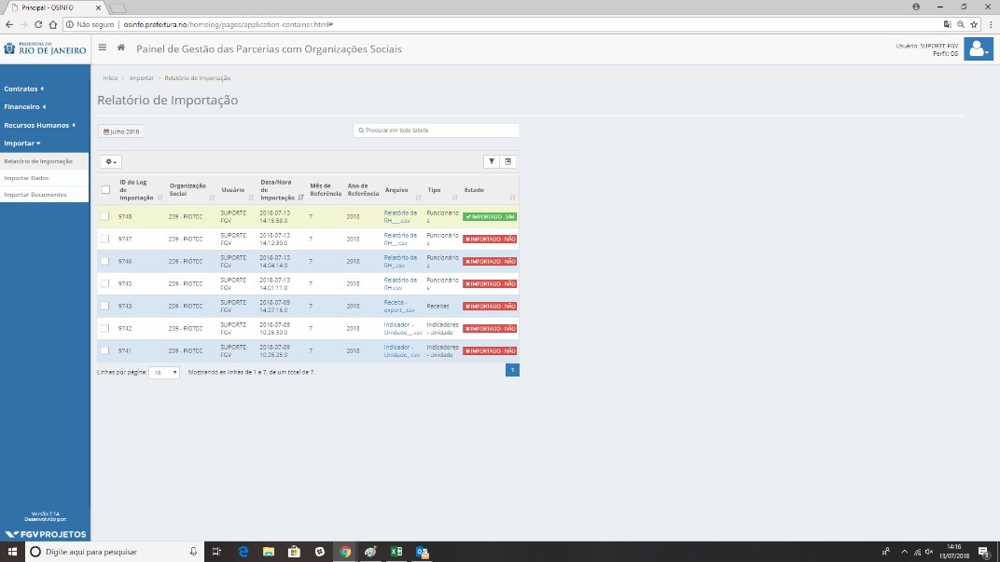 Principal - OSINFO
Não seguro | osinfo.prefeitura.rio/homolog/pages/application-container.html#
PREFEITURA DO
RIO DE JANEIRO
Painel de Gestão das Parcerias com Organizações Sociais
Usuário: SUPORTE FGV
Perfil: OS
Início > Importar > Relatório de Importação
Contratos
Financeiro
Recursos Humanos
Importar
Relatório de Importação
Importar Dados
Importar Documentos
Relatório de Importação
Julho 2018
Procurar em toda tabela
ID do Log de Importação Organização Social Usuário Data/Hora de Importação Mês de Referência Ano de Referência Arquivo Tipo Estado
9748 259 - FIOTEC SUPORTE FGV 2018-07-13 14:15:58.0 7 2018 Relatório de RH___.csv Funcionários IMPORTADO - SIM
9747 259 - FIOTEC SUPORTE FGV 2018-07-13 14:12:30.0 7 2018 Relatório de RH__.csv Funcionários IMPORTADO - NÃO
9746 259 - FIOTEC SUPORTE FGV 2018-07-13 14:04:14.0 7 2018 Relatório de RH_.csv Funcionários IMPORTADO - NÃO
9745 259 - FIOTEC SUPORTE FGV 2018-07-13 14:01:11.0 7 2018 Relatório de RH.csv Funcionários IMPORTADO - NÃO
9743 259 - FIOTEC SUPORTE FGV 2018-07-09 14:27:16.0 7 2018 Receita - export_.csv Receitas IMPORTADO - NÃO
9742 259 - FIOTEC SUPORTE FGV 2018-07-09 10:26:30.0 7 2018 Indicador - Unidade__.csv Indicadores - Unidade IMPORTADO - NÃO
9741 259 - FIOTEC SUPORTE FGV 2018-07-09 10:25:25.0 7 2018 Indicador - Unidade_.csv Indicadores - Unidade IMPORTADO - NÃO
Linhas por página: 10 Mostrando as linhas de 1 a 7, de um total de 7.
1
Versão 2.14
Desenvolvido por:
FGV PROJETOS
Digite aqui para pesquisar
14:16
13/07/2018
3